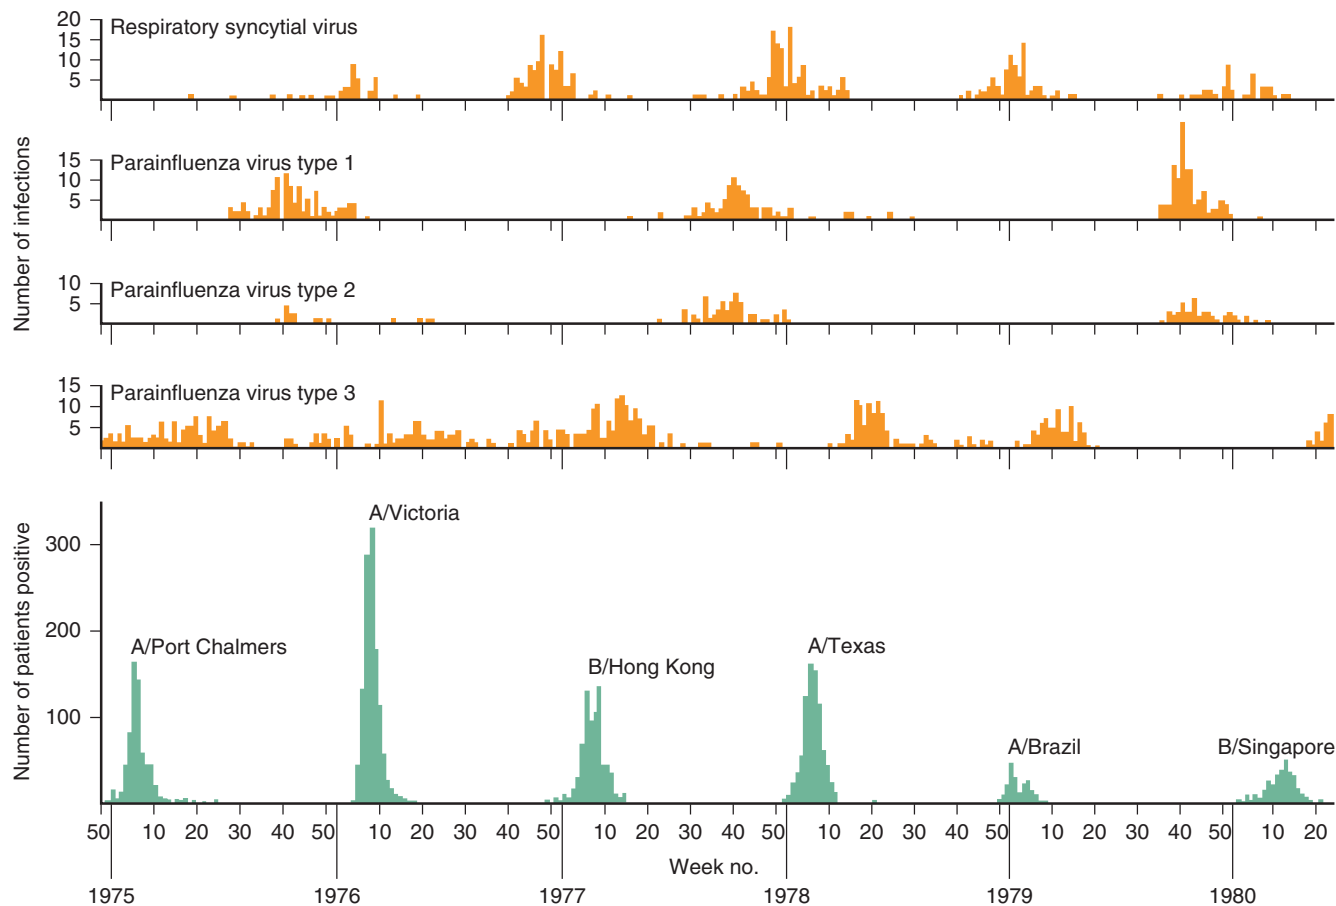 20
15
10
5
Respiratory syncytial virus
Number of infections
15
10
5
Parainfluenza virus type 1
10
5
Parainfluenza virus type 2
15
10
5
Parainfluenza virus type 3
Number of patients positive
300
200
100
A/Port Chalmers
A/Victoria
B/Hong Kong
A/Texas
A/Brazil
B/Singapore
50 10 20 30 40 50 10 20 30 40 50 10 20 30 40 50 10 20 30 40 50 10 20 30 40 50 10 20
Week no.
1975 1976 1977 1978 1979 1980